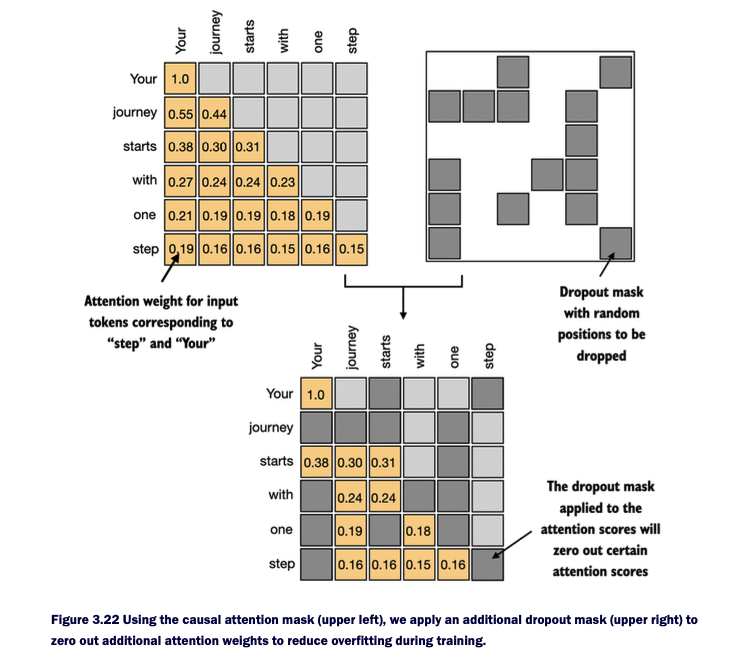 Your journey starts with one step
Your 1.0
journey 0.55 0.44
starts 0.38 0.30 0.31
with 0.27 0.24 0.24 0.23
one 0.21 0.19 0.19 0.18 0.19
step 0.19 0.16 0.16 0.15 0.16 0.15
Attention weight for input
tokens corresponding to
“step” and “Your”
Dropout mask
with random
positions to be
dropped
Your journey starts with one step
Your 1.0
journey
starts 0.38 0.30 0.31
with 0.24 0.24
one 0.19 0.18
step 0.16 0.16 0.15 0.16
The dropout mask
applied to the
attention scores will
zero out certain
attention scores
Figure 3.22 Using the causal attention mask (upper left), we apply an additional dropout mask (upper right) to
zero out additional attention weights to reduce overfitting during training.